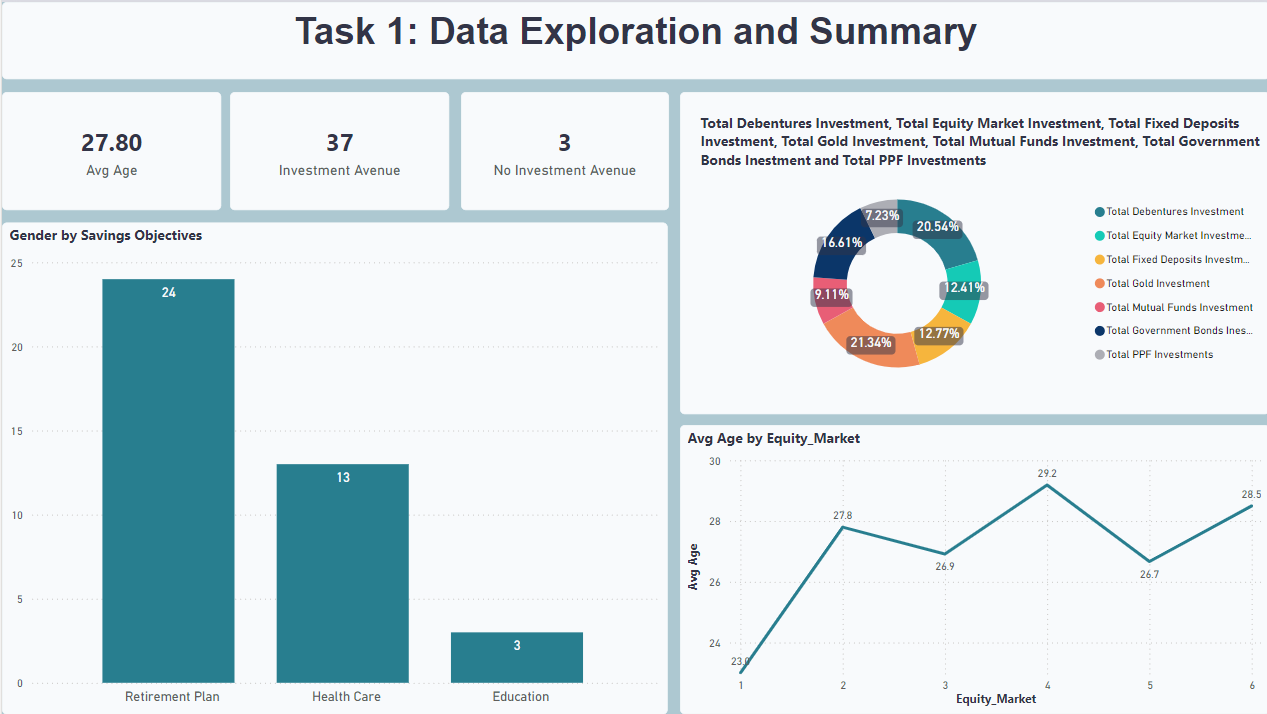 Task 1: Data Exploration and Summary
27.80
Avg Age
37
Investment Avenue
3
No Investment Avenue
Gender by Savings Objectives
25
20
15
10
5
0
24
13
3
Retirement Plan
Health Care
Education
Total Debentures Investment, Total Equity Market Investment, Total Fixed Deposits
Investment, Total Gold Investment, Total Mutual Funds Investment, Total Government
Bonds Inestment and Total PPF Investments
7.23%
20.54%
16.61%
12.41%
9.11%
12.77%
21.34%
Total Debentures Investment
Total Equity Market Investme...
Total Fixed Deposits Investm...
Total Gold Investment
Total Mutual Funds Investment
Total Government Bonds Ines...
Total PPF Investments
Avg Age by Equity_Market
Avg Age
30
28
26
24
23.0
27.8
26.9
29.2
26.7
28.5
1
2
3
4
5
6
Equity_Market